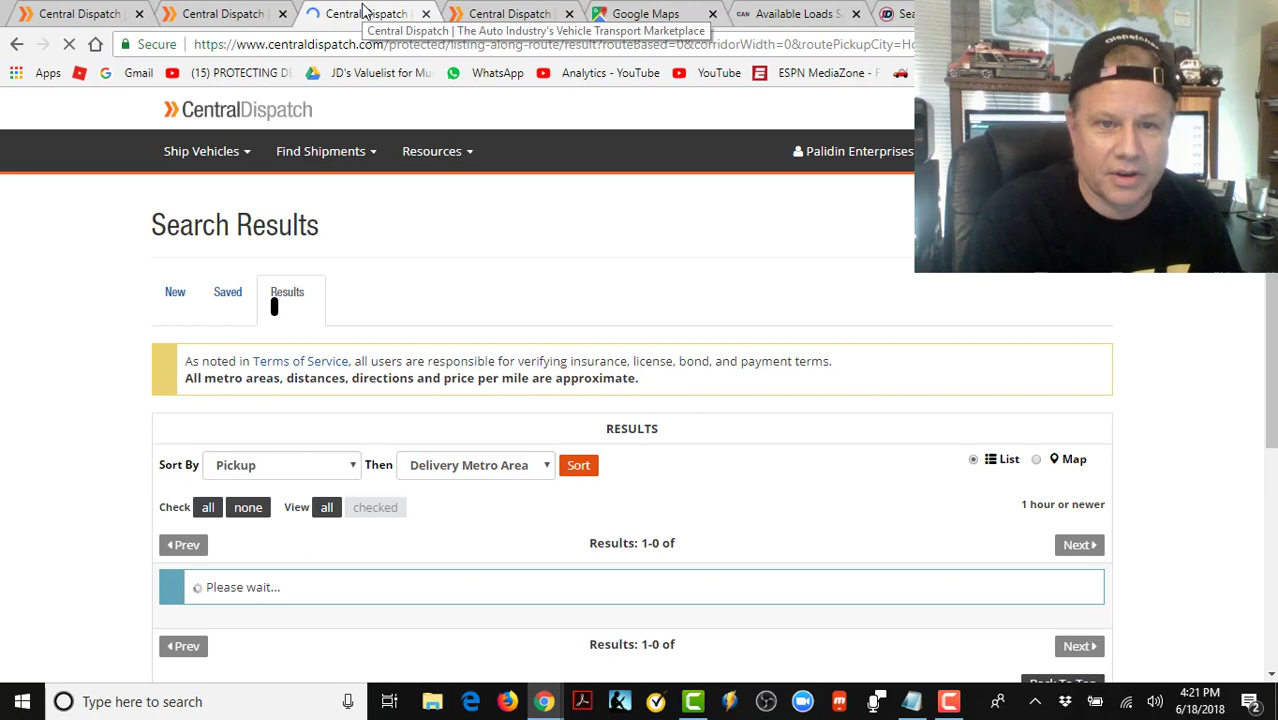 Central Dispatch
Central Dispatch
Central Dispatch
Central Dispatch
Google Maps
CAN Available Loads S
Sea
Central Dispatch | The Auto Industry's Vehicle Transport Marketplace
Secure
https://www.centraldispatch.com/protected/listing-along-route/result?routeBased=0&corridorWidth=0&routePickupCity=Ho
Apps
Gmail
(15) PROTECTING D
JD's Valuelist for Mu
WhatsApp
Analytics - YouTube
YouTube
ESPN MediaZone - F
CentralDispatch
Ship Vehicles
Find Shipments
Resources
Palidin Enterprises
Dispatcher
Search Results
New
Saved
Results
As noted in Terms of Service, all users are responsible for verifying insurance, license, bond, and payment terms.
All metro areas, distances, directions and price per mile are approximate.
RESULTS
Sort By Pickup Then Delivery Metro Area Sort
List Map
Check all none View all checked
1 hour or newer
Prev
Results: 1-0 of
Next
Please wait...
Prev
Results: 1-0 of
Next
Back To Top
Type here to search
4:21 PM
6/18/2018
2